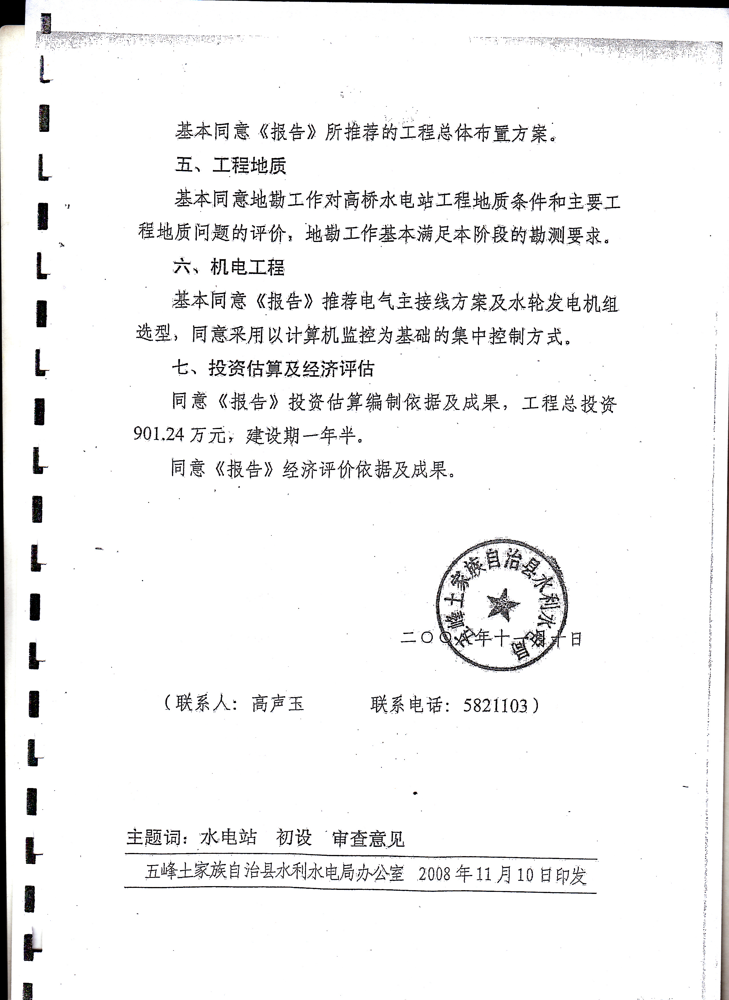 基本同意《报告》所推荐的工程总体布置方案。
五、工程地质
基本同意地勘工作对高桥水电站工程地质条件和主要工
程地质问题的评价，地勘工作基本满足本阶段的勘测要求。
六、机电工程
基本同意《报告》推荐电气主接线方案及水轮发电机组
选型，同意采用以计算机监控为基础的集中控制方式。
七、投资估算及经济评估
同意《报告》投资估算编制依据及成果，工程总投资
901.24万元，建设期一年半。
同意《报告》经济评价依据及成果。
五峰土家族自治县水利水电局
二〇〇八年十一月十日
（联系人：高声玉 联系电话：5821103）
主题词：水电站 初设 审查意见
五峰土家族自治县水利水电局办公室 2008年11月10日印发